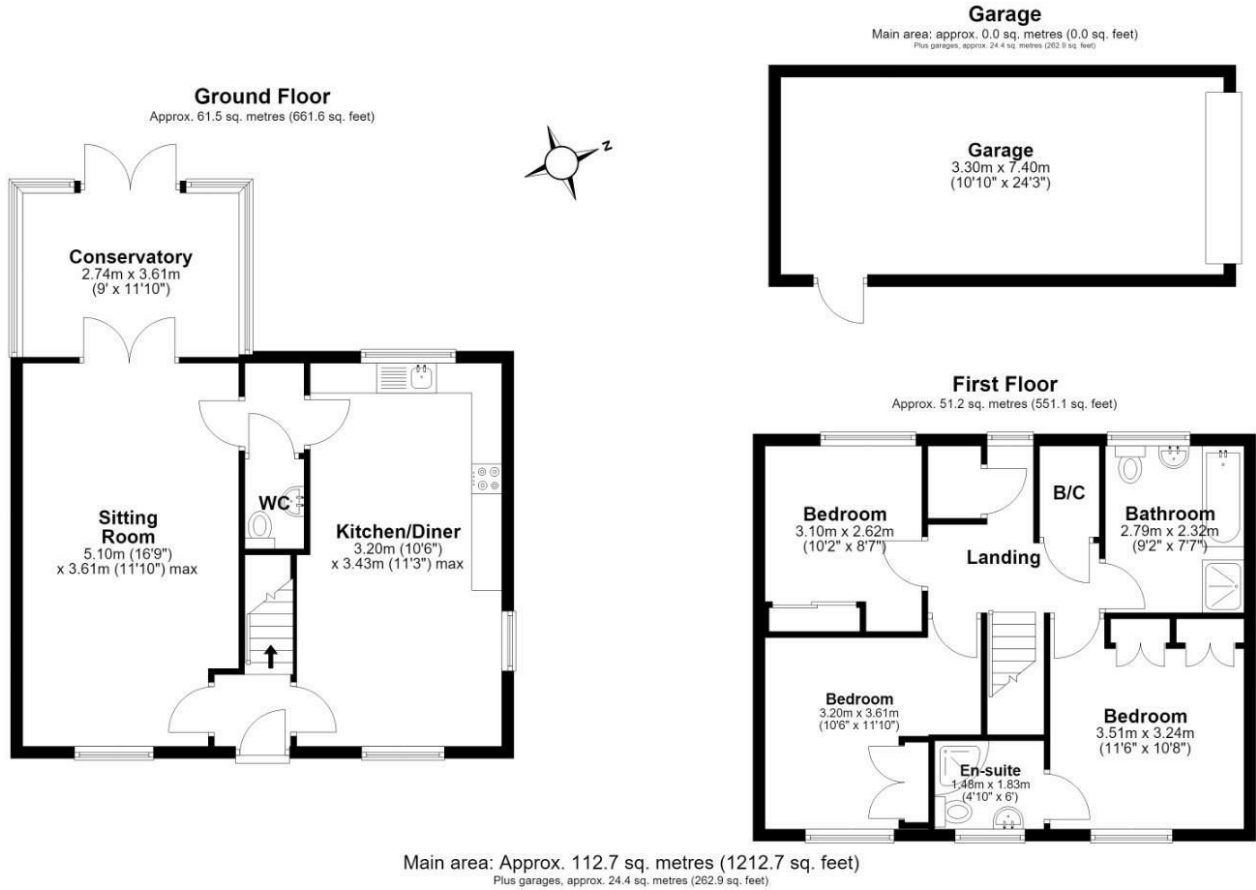 Garage
Main area: approx. 0.0 sq. metres (0.0 sq. feet)
Plus garages, approx. 24.4 sq. metres (262.9 sq. feet)
Garage
3.30m x 7.40m
(10'10" x 24'3")
Ground Floor
Approx. 61.5 sq. metres (661.6 sq. feet)
N
Conservatory
2.74m x 3.61m
(9' x 11'10")
Sitting
Room
5.10m (16'9")
x 3.61m (11'10") max
WC
Kitchen/Diner
3.20m (10'6")
x 3.43m (11'3") max
First Floor
Approx. 51.2 sq. metres (551.1 sq. feet)
Bedroom
3.10m x 2.62m
(10'2" x 8'7")
Landing
B/C
Bathroom
2.79m x 2.32m
(9'2" x 7'7")
Bedroom
3.20m x 3.61m
(10'6" x 11'10")
En-suite
1.48m x 1.83m
(4'10" x 6')
Bedroom
3.51m x 3.24m
(11'6" x 10'8")
Main area: Approx. 112.7 sq. metres (1212.7 sq. feet)
Plus garages, approx. 24.4 sq. metres (262.9 sq. feet)